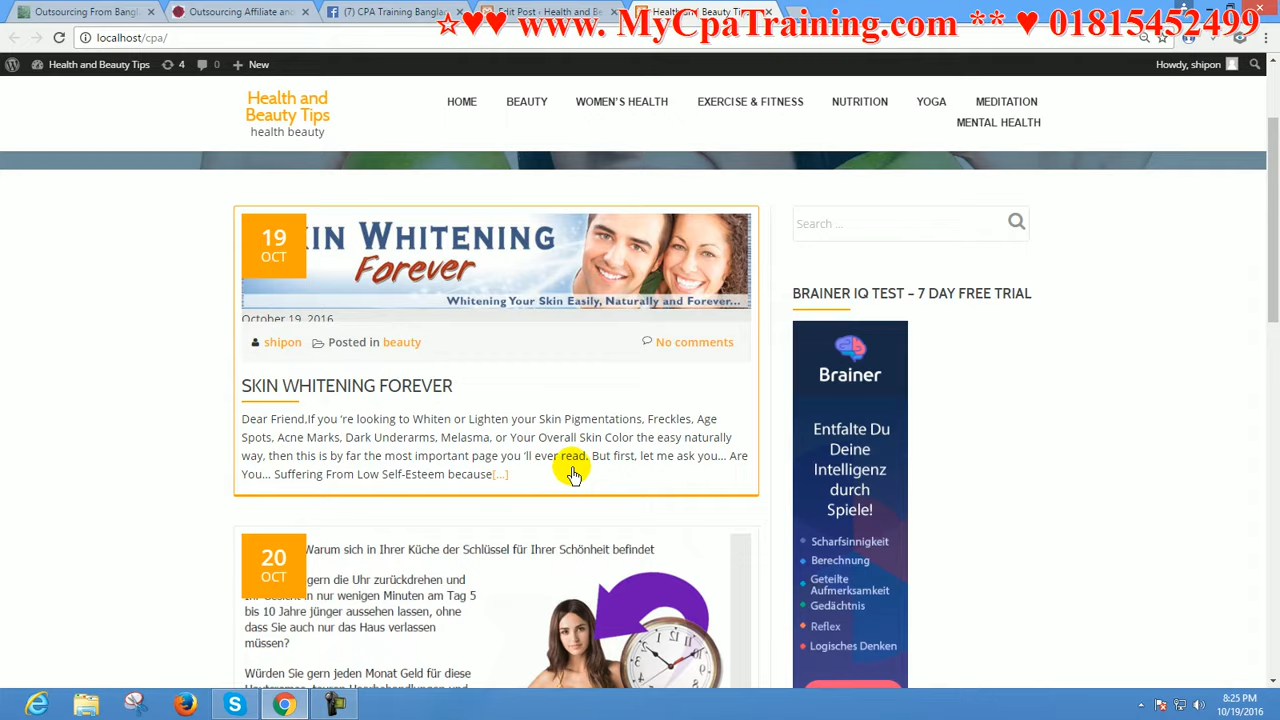 Outsourcing From Bang
Outsourcing Affiliate and
(7) CPA Training Banglad
Edit Post ‹ Health and Be
Health and Beauty Tips
☆♥♥ www. MyCpaTraining.com ** ♥ 01815452499
localhost/cpa/
Health and Beauty Tips 4 0 + New Howdy, shipon
Health and
Beauty Tips
health beauty
HOME BEAUTY WOMEN'S HEALTH EXERCISE & FITNESS NUTRITION YOGA MEDITATION
MENTAL HEALTH
19
OCT
KIN WHITENING
Forever
Whitening Your Skin Easily, Naturally and Forever...
October 19, 2016
shipon Posted in beauty No comments
SKIN WHITENING FOREVER
Dear Friend,If you 're looking to Whiten or Lighten your Skin Pigmentations, Freckles, Age
Spots, Acne Marks, Dark Underarms, Melasma, or Your Overall Skin Color the easy naturally
way, then this is by far the most important page you 'll ever read. But first, let me ask you… Are
You… Suffering From Low Self-Esteem because[...]
20
OCT
Warum sich in Ihrer Küche der Schlüssel für Ihrer Schönheit befindet
gern die Uhr zurückdrehen und
in nur wenigen Minuten am Tag 5
bis 10 Jahre jünger aussehen lassen, ohne
dass Sie auch nur das Haus verlassen
müssen?
Würden Sie gern jeden Monat Geld für diese
Search ...
BRAINER IQ TEST – 7 DAY FREE TRIAL
Brainer
Entfalte Du
Deine
Intelligenz
durch
Spiele!
Scharfsinnigkeit
Berechnung
Geteilte
Aufmerksamkeit
Gedächtnis
Reflex
Logisches Denken
8:25 PM
10/19/2016